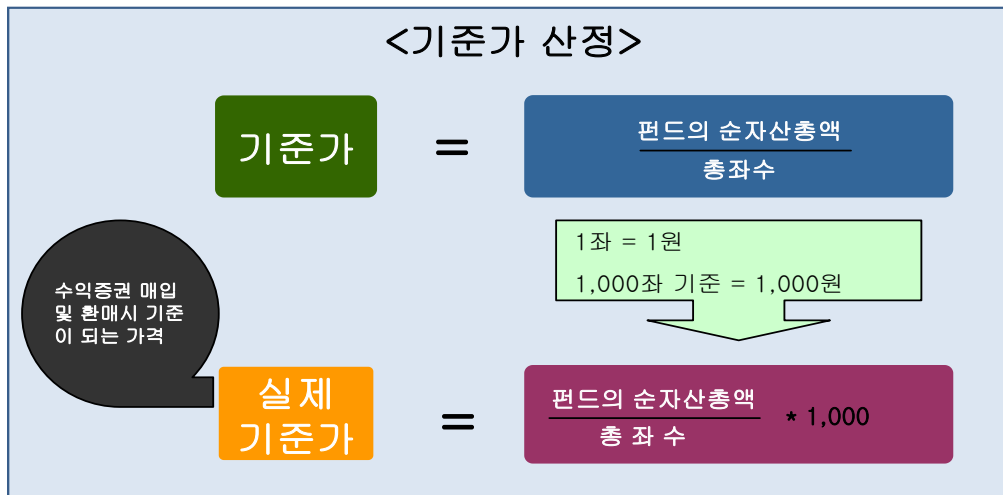 <기준가 산정>
기준가
=
펀드의 순자산총액
총좌수
1좌 = 1원
1,000좌 기준 = 1,000원
수익증권 매입
및 환매시 기준
이 되는 가격
실제
기준가
=
펀드의 순자산총액
총 좌 수
* 1,000